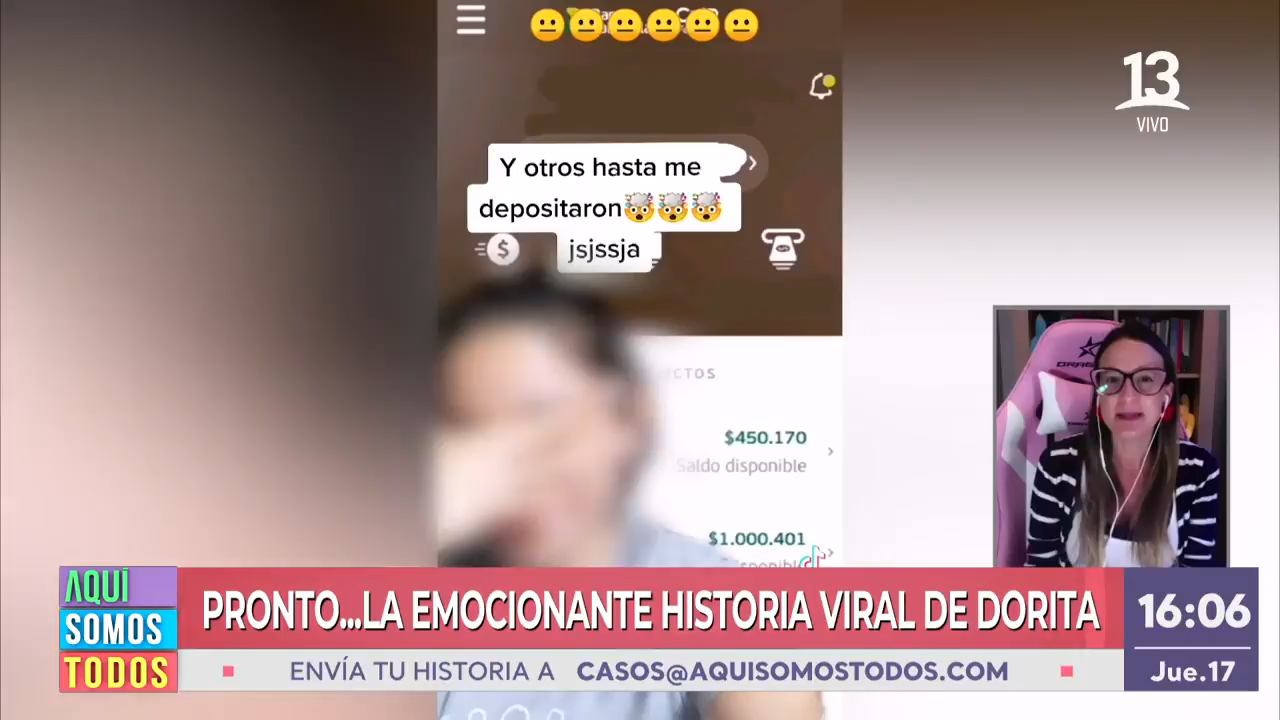 13
VIVO
Y otros hasta me
depositaron🤯🤯🤯
jsjssja
$
CTOS
$450.170
Saldo disponible
$1.000.401
AQUÍ
SOMOS
TODOS
PRONTO...LA EMOCIONANTE HISTORIA VIRAL DE DORITA
ENVÍA TU HISTORIA A CASOS@AQUISOMOSTODOS.COM
16:06
Jue.17